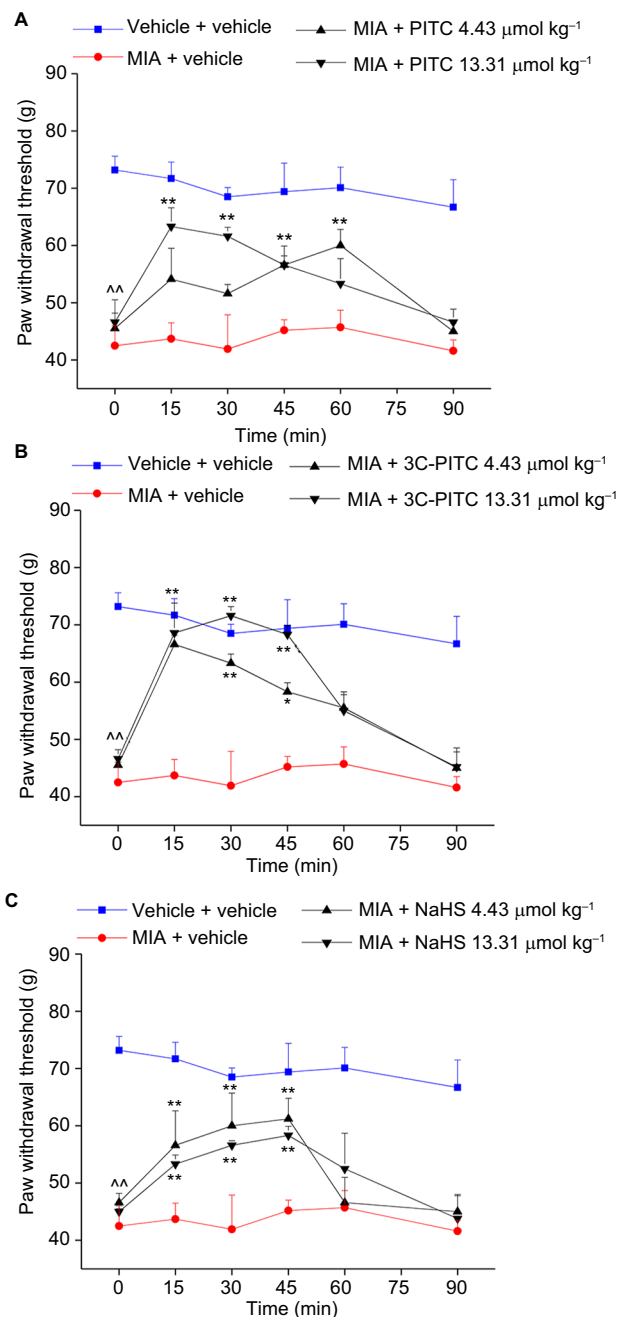 A
Vehicle + vehicle
MIA + PITC 4.43 μmol kg⁻¹
MIA + vehicle
MIA + PITC 13.31 μmol kg⁻¹
90
80
70
60
50
40
Paw withdrawal threshold (g)
**
**
**
**
^^
0 15 30 45 60 75 90
Time (min)
B
Vehicle + vehicle
MIA + 3C-PITC 4.43 μmol kg⁻¹
MIA + vehicle
MIA + 3C-PITC 13.31 μmol kg⁻¹
90
80
70
60
50
40
Paw withdrawal threshold (g)
**
**
**
**
*
^^
0 15 30 45 60 75 90
Time (min)
C
Vehicle + vehicle
MIA + NaHS 4.43 μmol kg⁻¹
MIA + vehicle
MIA + NaHS 13.31 μmol kg⁻¹
90
80
70
60
50
40
Paw withdrawal threshold (g)
**
**
**
**
**
**
^^
0 15 30 45 60 75 90
Time (min)